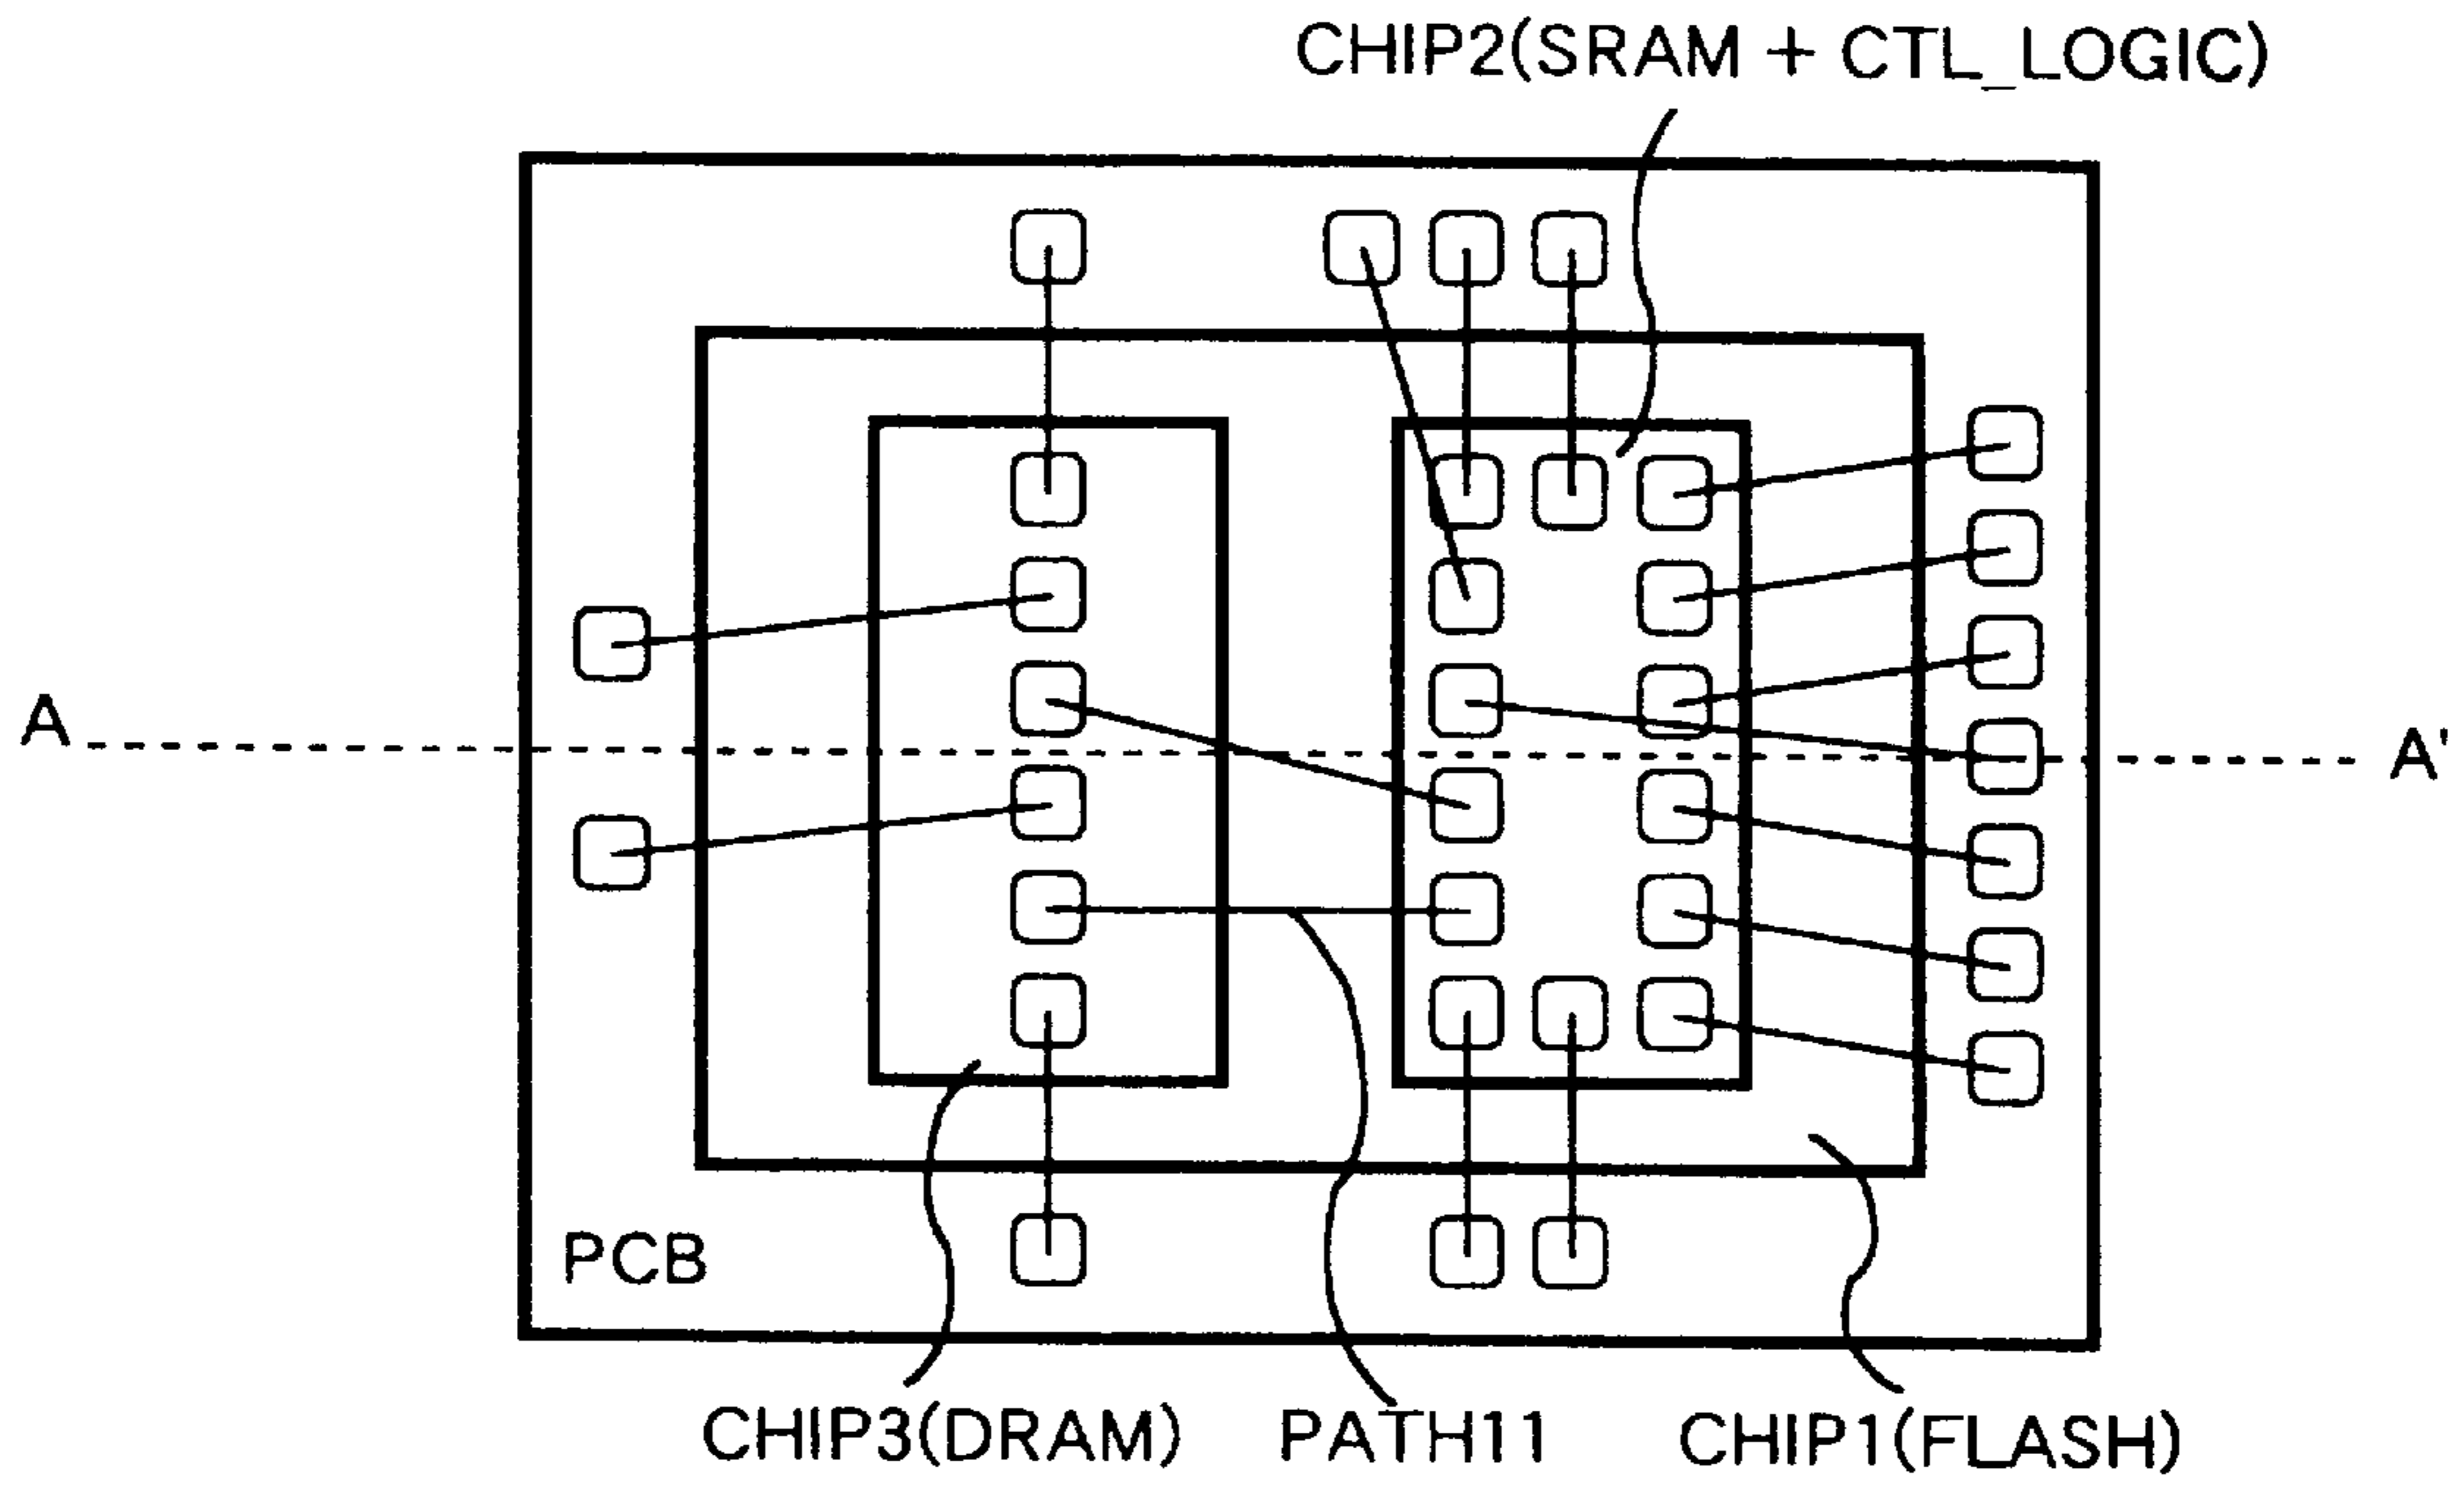 CHIP2(SRAM + CTL_LOGIC)
A
A'
PCB
CHIP3(DRAM)
PATH11
CHIP1(FLASH)